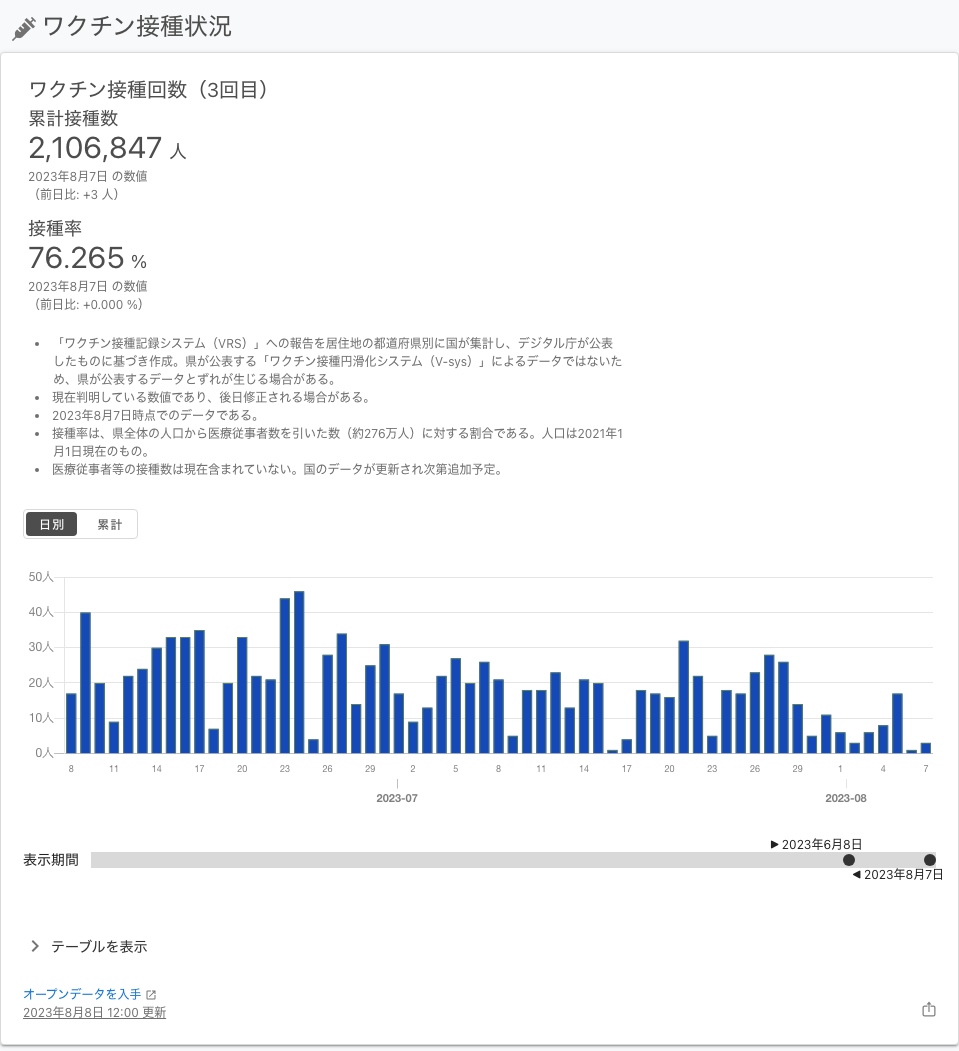 ワクチン接種状況
ワクチン接種回数（3回目）
累計接種数
2,106,847 人
2023年8月7日 の数値
（前日比: +3 人）
接種率
76.265 %
2023年8月7日 の数値
（前日比: +0.000 %）
• 「ワクチン接種記録システム（VRS）」への報告を居住地の都道府県別に国が集計し、デジタル庁が公表
したものに基づき作成。県が公表する「ワクチン接種円滑化システム（V-sys）」によるデータではないた
め、県が公表するデータとずれが生じる場合がある。
• 現在判明している数値であり、後日修正される場合がある。
• 2023年8月7日時点でのデータである。
• 接種率は、県全体の人口から医療従事者数を引いた数（約276万人）に対する割合である。人口は2021年1
月1日現在のもの。
• 医療従事者等の接種数は現在含まれていない。国のデータが更新され次第追加予定。
日別 累計
50人
40人
30人
20人
10人
0人
8 11 14 17 20 23 26 29 2 5 8 11 14 17 20 23 26 29 1 4 7
2023-07 2023-08
▶ 2023年6月8日
表示期間
◀ 2023年8月7日
テーブルを表示
オープンデータを入手
2023年8月8日 12:00 更新